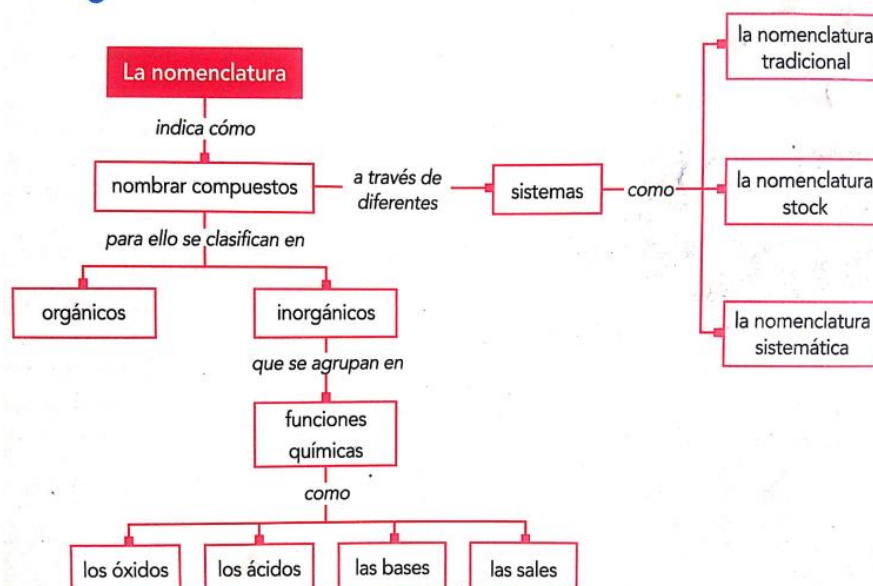 La nomenclatura
indica cómo
nombrar compuestos
a través de
diferentes
sistemas
como
la nomenclatura
tradicional
la nomenclatura
stock
la nomenclatura
sistemática
para ello se clasifican en
orgánicos
inorgánicos
que se agrupan en
funciones
químicas
como
los óxidos
los ácidos
las bases
las sales